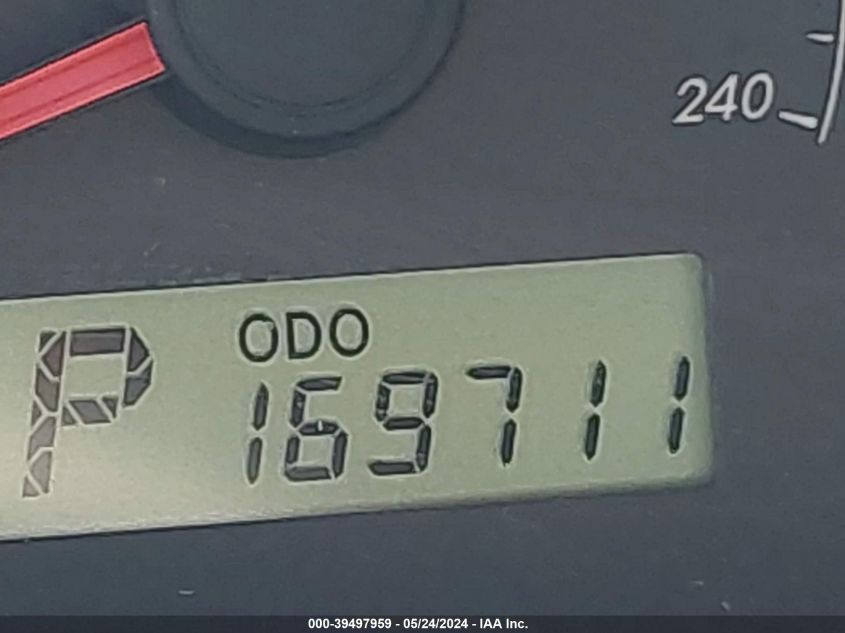 240
ODO
P 169711
000-39497959 - 05/24/2024 - IAA Inc.